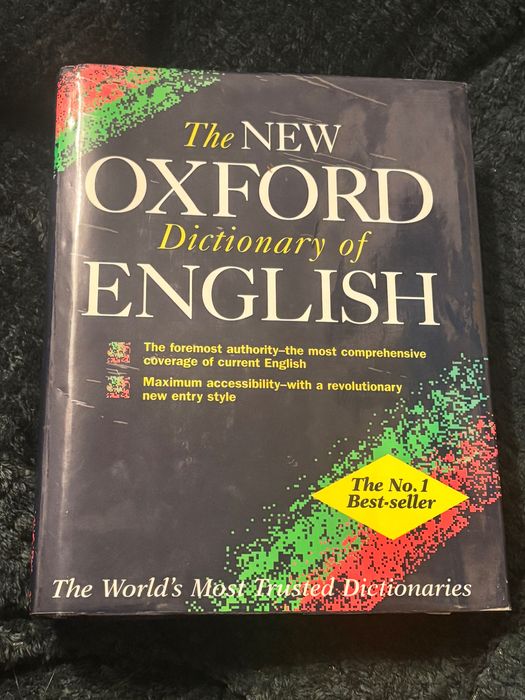 The NEW
OXFORD
Dictionary of
ENGLISH
The foremost authority–the most comprehensive
coverage of current English
Maximum accessibility–with a revolutionary
new entry style
The No. 1
Best-seller
The World's Most Trusted Dictionaries